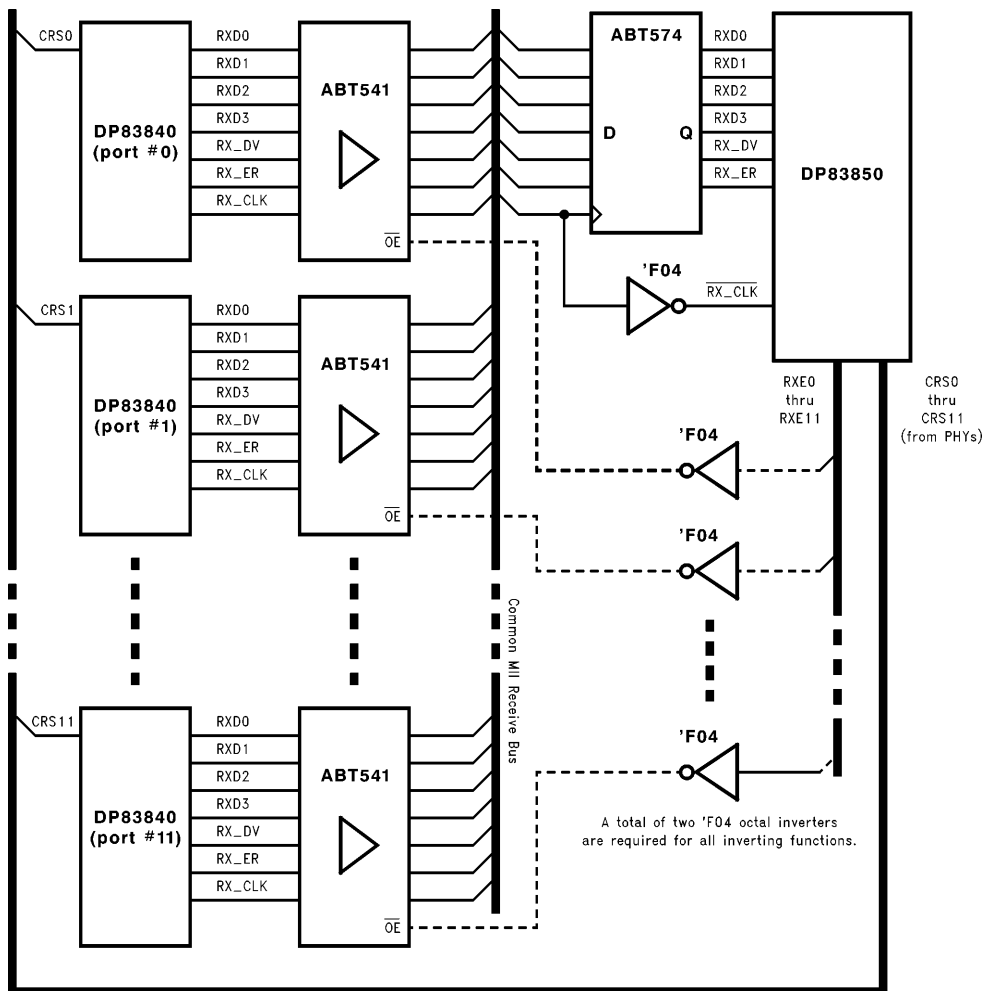 CRS0
DP83840
(port #0)
RXD0
RXD1
RXD2
RXD3
RX_DV
RX_ER
RX_CLK
ABT541
OE
ABT574
D
Q
RXD0
RXD1
RXD2
RXD3
RX_DV
RX_ER
DP83850
'F04
RX_CLK
CRS1
DP83840
(port #1)
RXD0
RXD1
RXD2
RXD3
RX_DV
RX_ER
RX_CLK
ABT541
OE
RXE0
thru
RXE11
CRS0
thru
CRS11
(from PHYs)
'F04
'F04
Common MII Receive Bus
CRS11
DP83840
(port #11)
RXD0
RXD1
RXD2
RXD3
RX_DV
RX_ER
RX_CLK
ABT541
OE
'F04
A total of two 'F04 octal inverters
are required for all inverting functions.